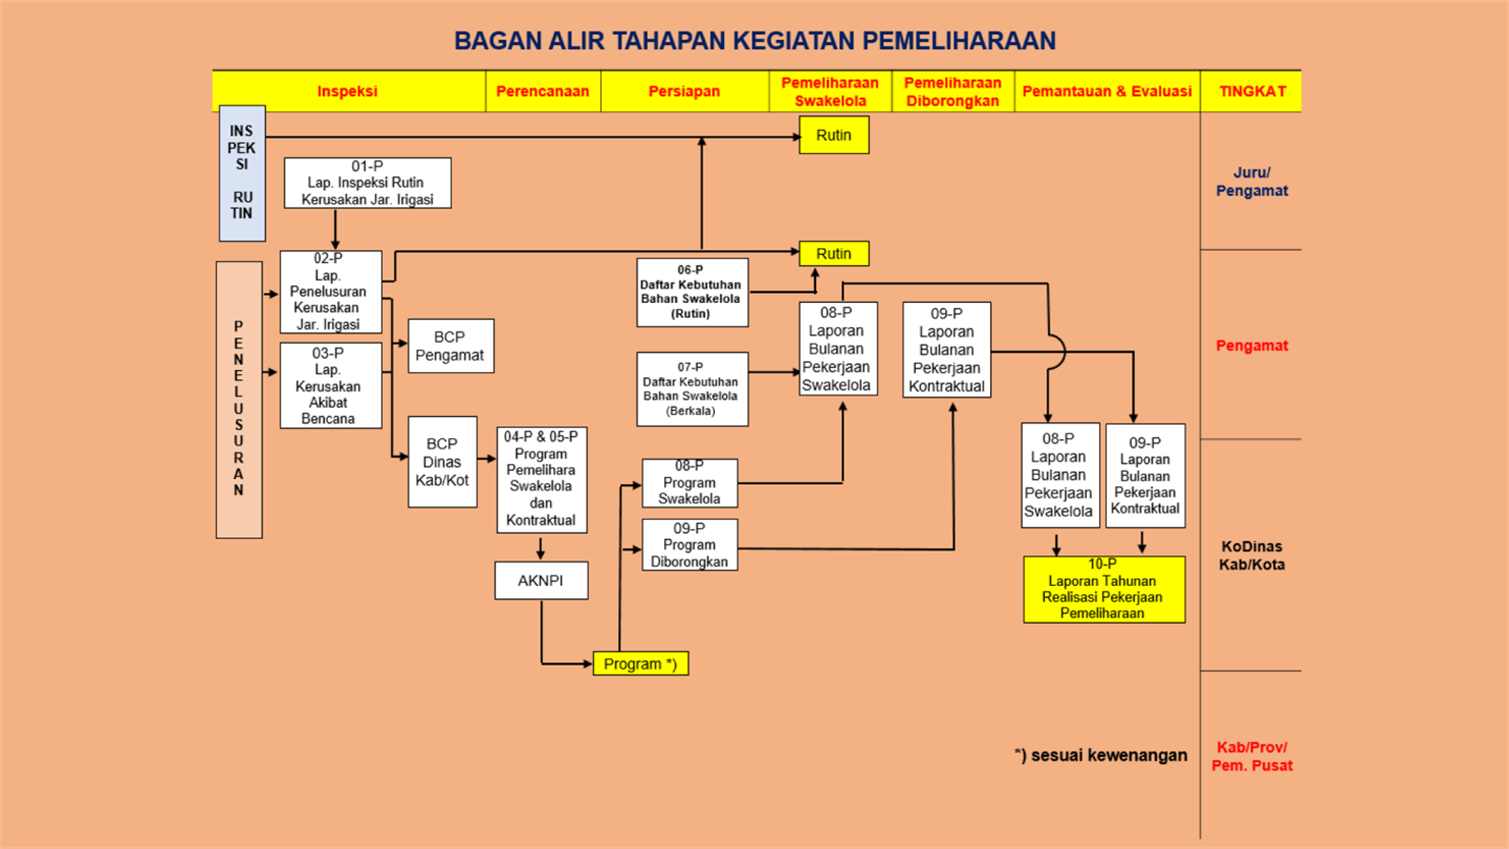 BAGAN ALIR TAHAPAN KEGIATAN PEMELIHARAAN
Inspeksi
Perencanaan
Persiapan
Pemeliharaan
Swakelola
Pemeliharaan
Diborongkan
Pemantauan & Evaluasi
TINGKAT
INS
PEK
SI
RU
TIN
01-P
Lap. Inspeksi Rutin
Kerusakan Jar. Irigasi
Rutin
Juru/
Pengamat
P
E
N
E
L
U
S
U
R
A
N
02-P
Lap.
Penelusuran
Kerusakan
Jar. Irigasi
03-P
Lap.
Kerusakan
Akibat
Bencana
BCP
Pengamat
BCP
Dinas
Kab/Kot
04-P & 05-P
Program
Pemelihara
Swakelola
dan
Kontraktual
AKNPI
Program *)
06-P
Daftar Kebutuhan
Bahan Swakelola
(Rutin)
07-P
Daftar Kebutuhan
Bahan Swakelola
(Berkala)
08-P
Program
Swakelola
09-P
Program
Diborongkan
Rutin
08-P
Laporan
Bulanan
Pekerjaan
Swakelola
09-P
Laporan
Bulanan
Pekerjaan
Kontraktual
08-P
Laporan
Bulanan
Pekerjaan
Swakelola
09-P
Laporan
Bulanan
Pekerjaan
Kontraktual
10-P
Laporan Tahunan
Realisasi Pekerjaan
Pemeliharaan
Pengamat
KoDinas
Kab/Kota
*) sesuai kewenangan
Kab/Prov/
Pem. Pusat